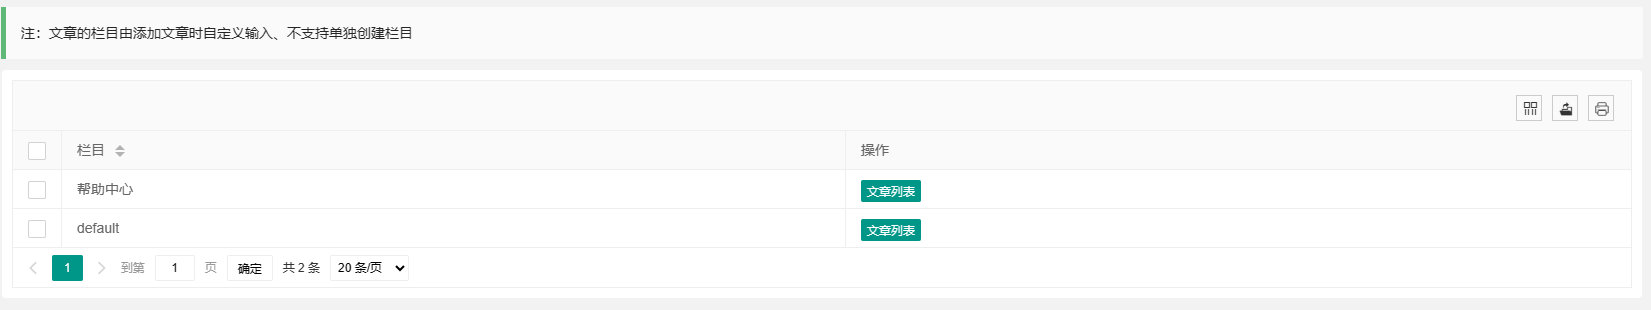 注：文章的栏目由添加文章时自定义输入、不支持单独创建栏目
栏目 操作
帮助中心 文章列表
default 文章列表
1 到第 1 页 确定 共 2 条 20 条/页